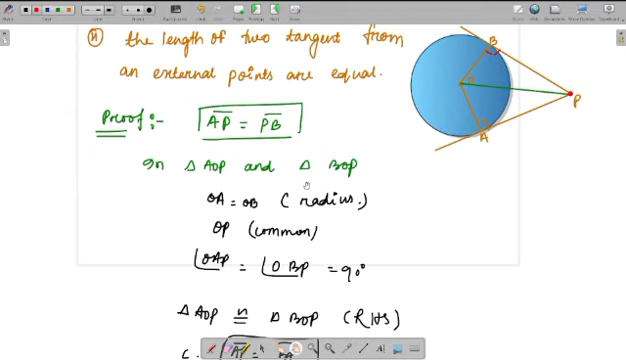 (ii) the length of two tangent from
an external points are equal.
Proof :- AP = PB
In △ AOP and △ BOP
OA = OB (radius.)
OP (common)
∠OAP = ∠OBP = 90°
△ AOP ≅ △ BOP (RHS)
C.
B
O
P
A